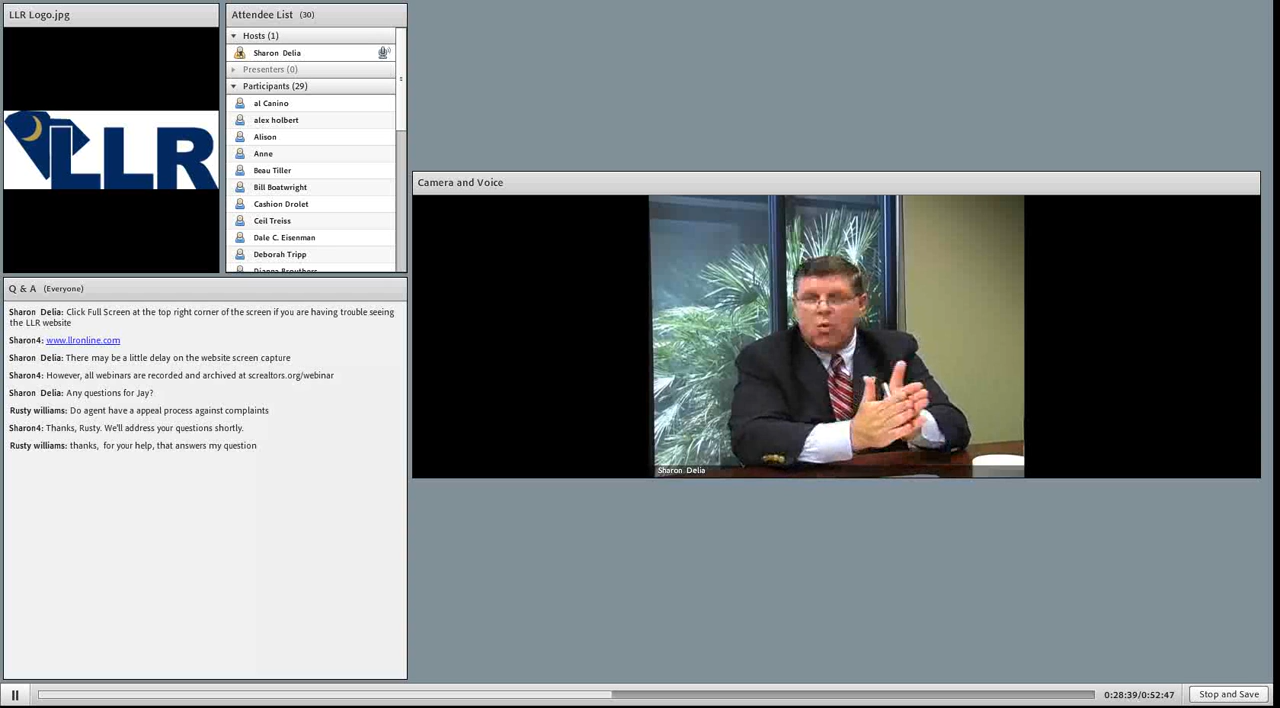 LLR Logo.jpg
LLR
Attendee List (30)
Hosts (1)
Sharon Delia
Presenters (0)
Participants (29)
al Canino
alex holbert
Alison
Anne
Beau Tiller
Bill Boatwright
Cashion Drolet
Ceil Treiss
Dale C. Eisenman
Deborah Tripp
Dianna Brouthers
Q & A (Everyone)
Sharon Delia: Click Full Screen at the top right corner of the screen if you are having trouble seeing
the LLR website
Sharon4: www.llronline.com
Sharon Delia: There may be a little delay on the website screen capture
Sharon4: However, all webinars are recorded and archived at screaltors.org/webinar
Sharon Delia: Any questions for Jay?
Rusty williams: Do agent have a appeal process against complaints
Sharon4: Thanks, Rusty. We'll address your questions shortly.
Rusty williams: thanks, for your help, that answers my question
Camera and Voice
Sharon Delia
0:28:39/0:52:47
Stop and Save